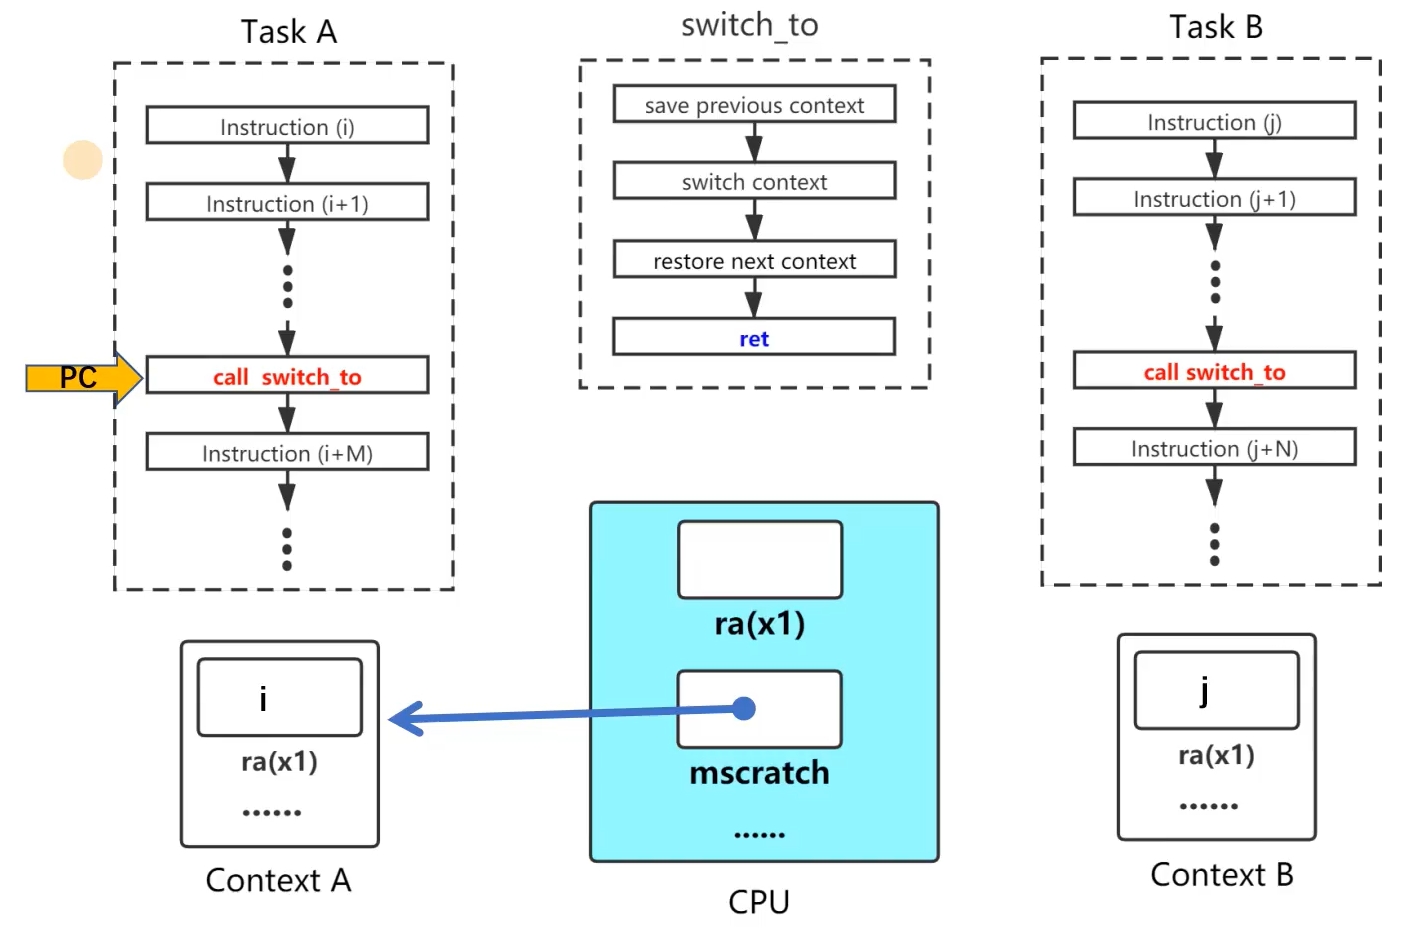 Task A
Instruction (i)
Instruction (i+1)
PC
call switch_to
Instruction (i+M)
switch_to
save previous context
switch context
restore next context
ret
Task B
Instruction (j)
Instruction (j+1)
call switch_to
Instruction (j+N)
i
ra(x1)
......
Context A
ra(x1)
mscratch
......
CPU
j
ra(x1)
......
Context B